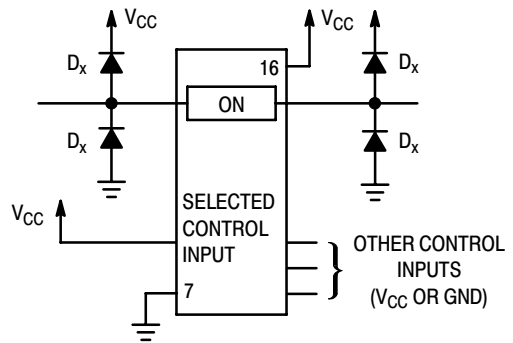 VCC
VCC
Dx
16
Dx
ON
Dx
Dx
VCC
SELECTED
CONTROL
INPUT
OTHER CONTROL
INPUTS
(VCC OR GND)
7